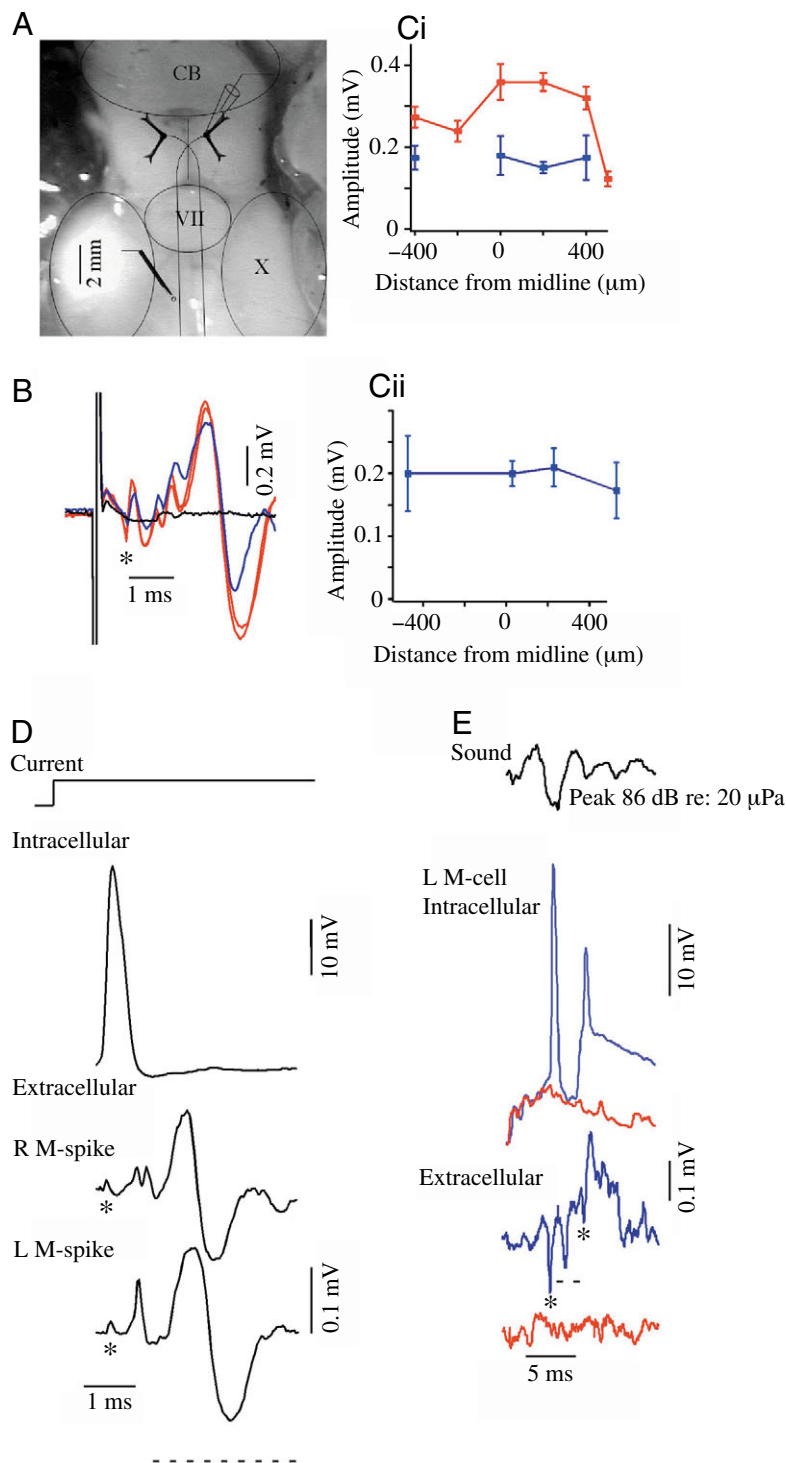 A
CB
VII
X
2 mm
Ci
Amplitude (mV)
0.4
0.2
0
−400
0
400
Distance from midline (μm)
B
0.2 mV
*
1 ms
Cii
Amplitude (mV)
0.2
0.1
0
−400
0
400
Distance from midline (μm)
D
Current
Intracellular
10 mV
Extracellular
R M-spike
*
L M-spike
*
0.1 mV
1 ms
E
Sound
Peak 86 dB re: 20 μPa
L M-cell
Intracellular
10 mV
Extracellular
0.1 mV
*
*
5 ms